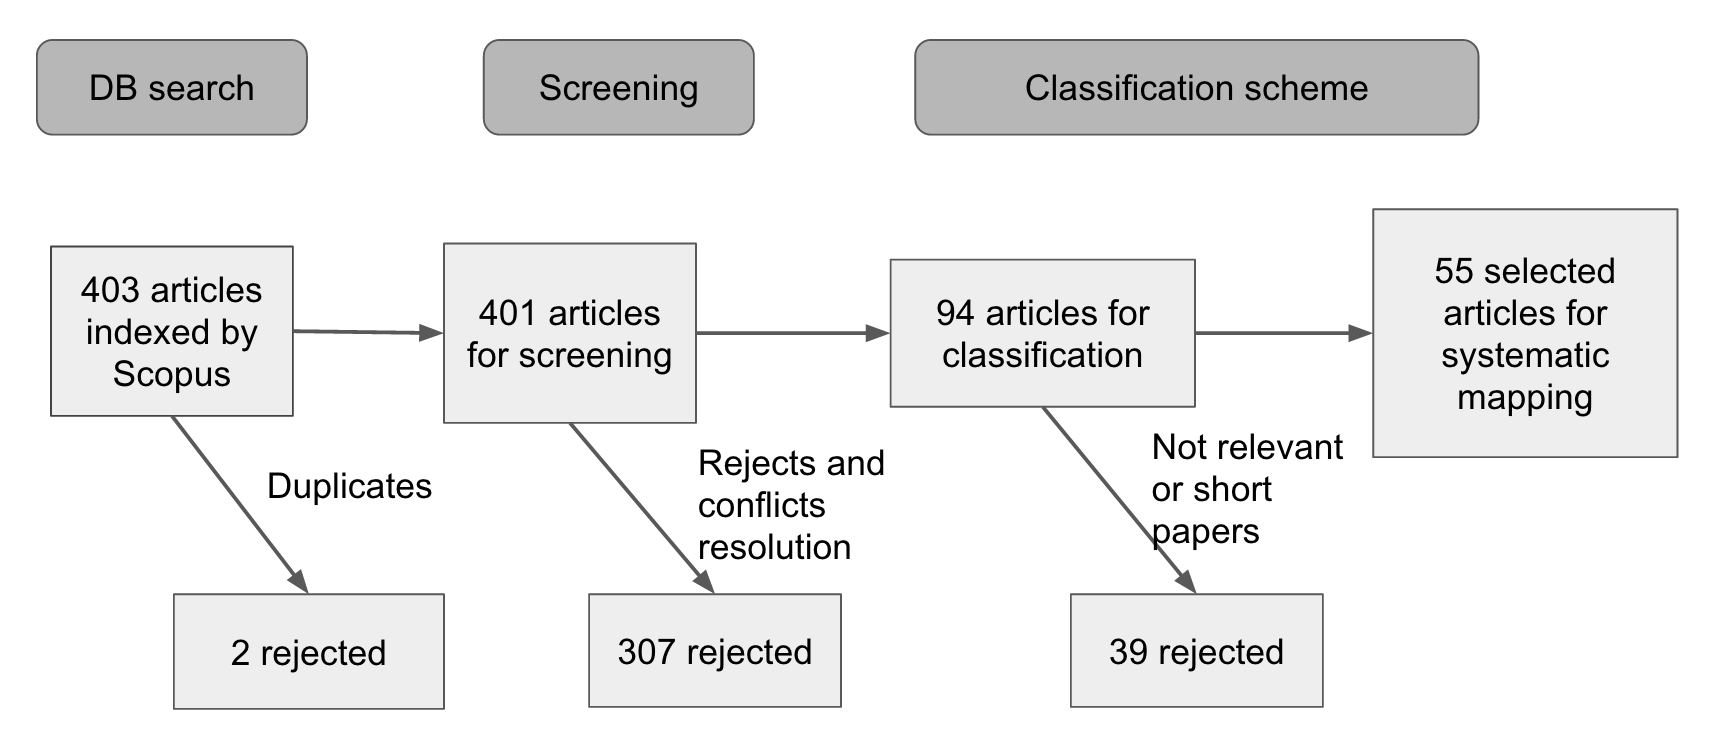 DB search
Screening
Classification scheme
403 articles
indexed by
Scopus
401 articles
for screening
94 articles for
classification
55 selected
articles for
systematic
mapping
Duplicates
Rejects and
conflicts
resolution
Not relevant
or short
papers
2 rejected
307 rejected
39 rejected